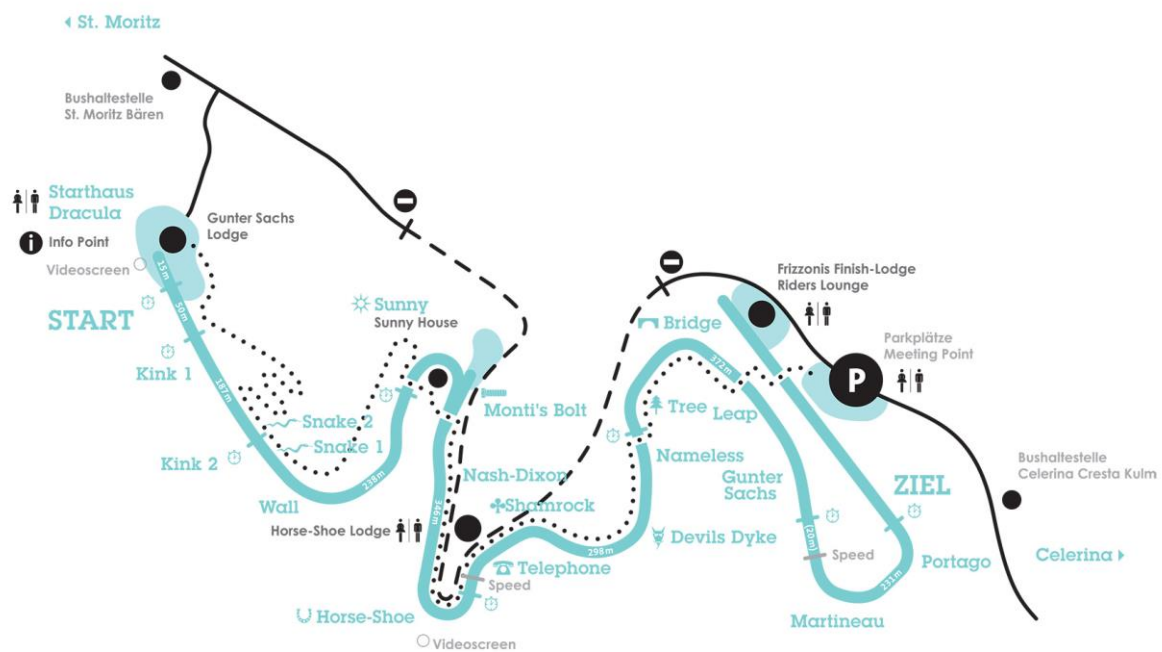 St. Moritz
Bushaltestelle
St. Moritz Bären
Starthaus
Dracula
Gunter Sachs
Lodge
i Info Point
Videoscreen
15m
START
50m
Kink 1
187m
Sunny
Sunny House
Snake 2
Snake 1
Kink 2
Wall
238m
Monti's Bolt
Nash-Dixon
Shamrock
346m
Horse-Shoe Lodge
Telephone
Speed
Horse-Shoe
Videoscreen
298m
Bridge
372m
Tree
Leap
Nameless
Gunter
Sachs
Devils Dyke
(20m)
Speed
231m
Martineau
Portago
ZIEL
Frizzonis Finish-Lodge
Riders Lounge
Parkplätze
Meeting Point
P
Bushaltestelle
Celerina Cresta Kulm
Celerina